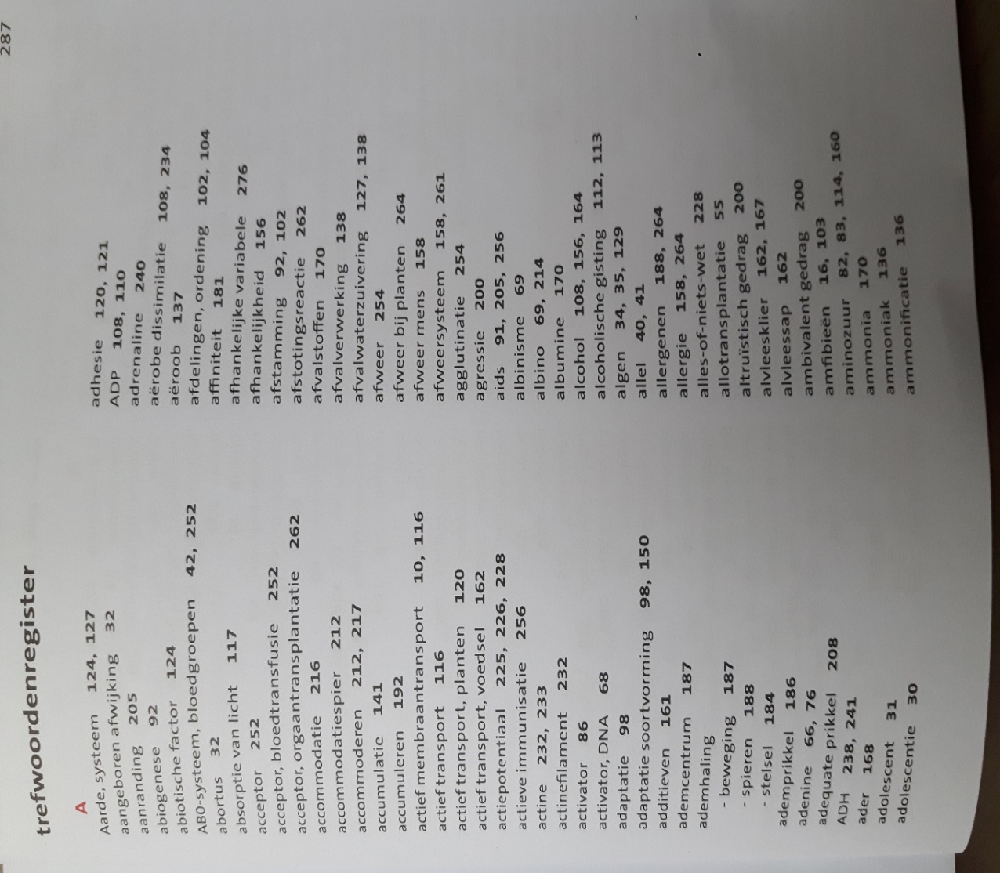 287
trefwoordenregister
A
Aarde, systeem 124, 127
aangeboren afwijking 32
aanranding 205
abiogenese 92
abiotische factor 124
AB0-systeem, bloedgroepen 42, 252
abortus 32
absorptie van licht 117
acceptor 252
acceptor, bloedtransfusie 252
acceptor, orgaantransplantatie 262
accommodatie 216
accommodatiespier 212
accommoderen 212, 217
accumulatie 141
accumuleren 192
actief membraantransport 10, 116
actief transport 116
actief transport, planten 120
actief transport, voedsel 162
actiepotentiaal 225, 226, 228
actieve immunisatie 256
actine 232, 233
actinefilament 232
activator 86
activator, DNA 68
adaptatie 98
adaptatie soortvorming 98, 150
additieven 161
ademcentrum 187
ademhaling
- beweging 187
- spieren 188
- stelsel 184
ademprikkel 186
adenine 66, 76
adequate prikkel 208
ADH 238, 241
ader 168
adolescent 31
adolescentie 30
adhesie 120, 121
ADP 108, 110
adrenaline 240
aërobe dissimilatie 108, 234
aëroob 137
afdelingen, ordening 102, 104
affiniteit 181
afhankelijke variabele 276
afhankelijkheid 156
afstamming 92, 102
afstotingsreactie 262
afvalstoffen 170
afvalverwerking 138
afvalwaterzuivering 127, 138
afweer 254
afweer bij planten 264
afweer mens 158
afweersysteem 158, 261
agglutinatie 254
agressie 200
aids 91, 205, 256
albinisme 69
albino 69, 214
albumine 170
alcohol 108, 156, 164
alcoholische gisting 112, 113
algen 34, 35, 129
allel 40, 41
allergenen 188, 264
allergie 158, 264
alles-of-niets-wet 228
allotransplantatie 55
altruïstisch gedrag 200
alvleesklier 162, 167
alvleessap 162
ambivalent gedrag 200
amfibieën 16, 103
aminozuur 82, 83, 114, 160
ammonia 170
ammoniak 136
ammonificatie 136